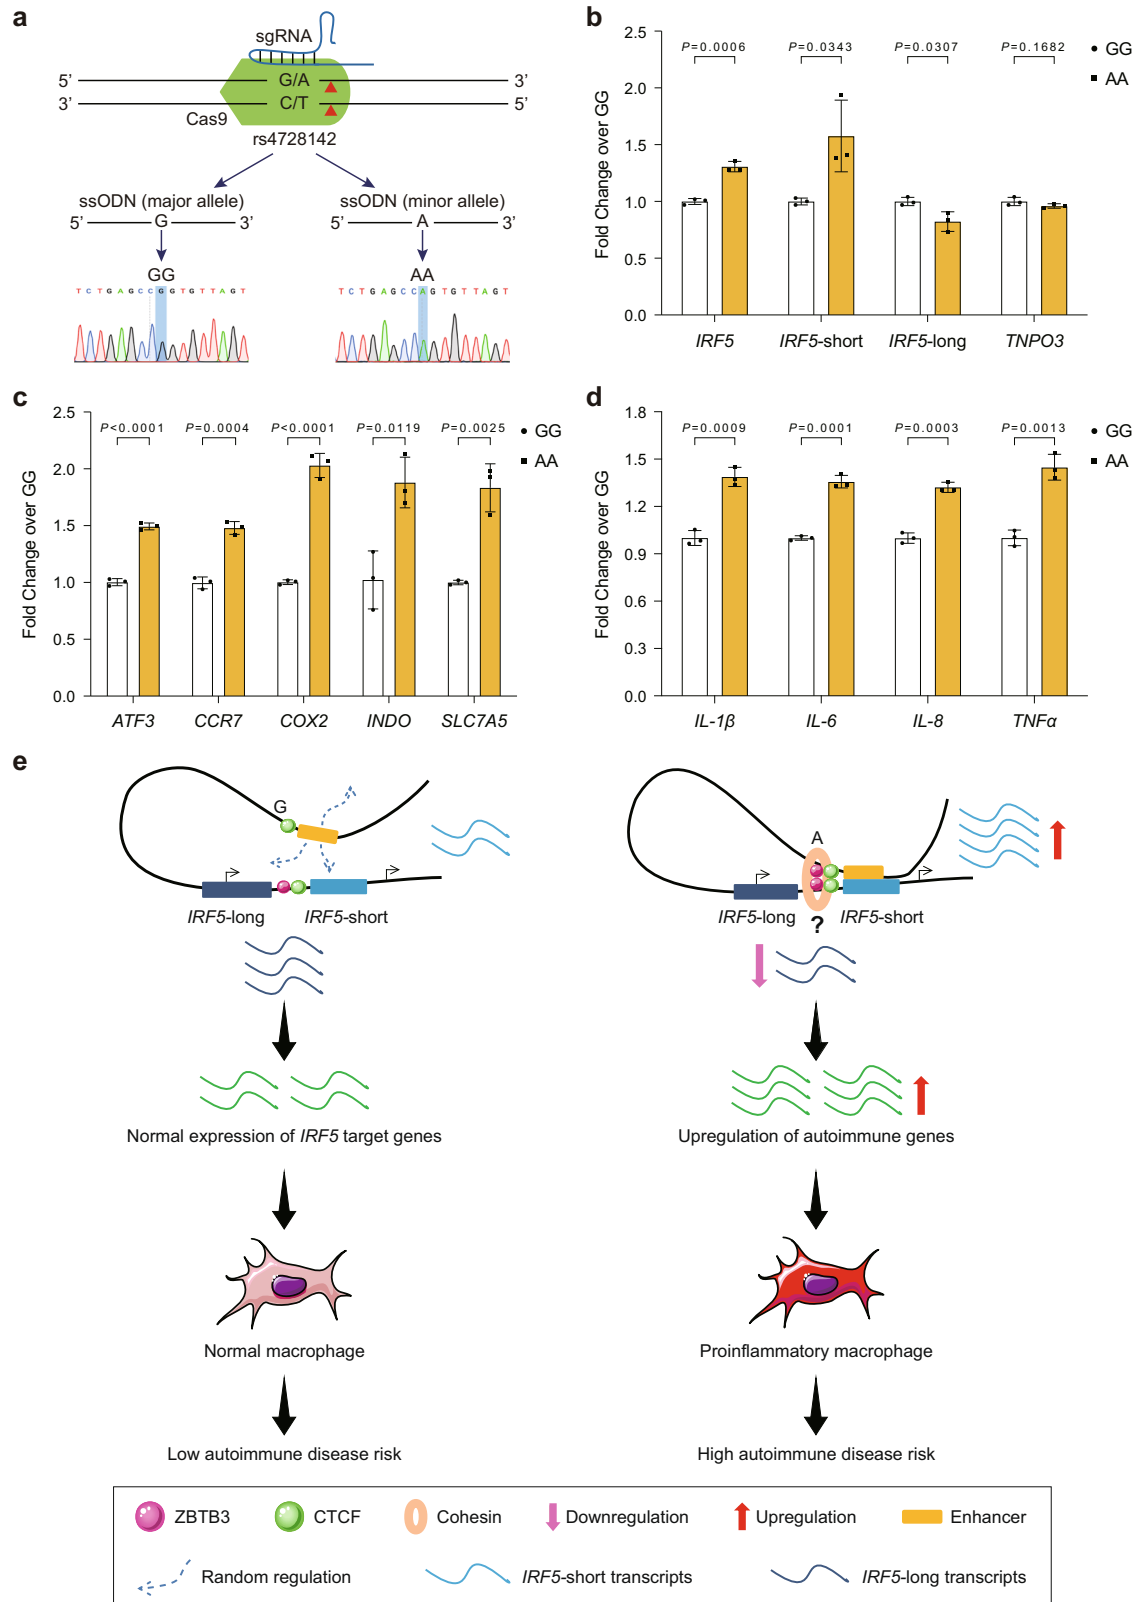 a
sgRNA
5’ G/A 3’
3’ C/T 5’
Cas9
rs4728142
ssODN (major allele) ssODN (minor allele)
5’ G 3’ 5’ A 3’
GG AA
T C T G A G C C G G T G T T A G T
T C T G A G C C A G T G T T A G T
b
Fold Change over GG
2.5
2.0
1.5
1.0
0.5
0.0
P=0.0006 P=0.0343 P=0.0307 P=0.1682
GG
AA
IRF5 IRF5-short IRF5-long TNPO3
c
Fold Change over GG
2.5
2.0
1.5
1.0
0.5
0.0
P<0.0001 P=0.0004 P<0.0001 P=0.0119 P=0.0025
GG
AA
ATF3 CCR7 COX2 INDO SLC7A5
d
Fold Change over GG
1.8
1.5
1.2
0.9
0.6
0.3
0.0
P=0.0009 P=0.0001 P=0.0003 P=0.0013
GG
AA
IL-1β IL-6 IL-8 TNFα
e
G
IRF5-long IRF5-short
Normal expression of IRF5 target genes
Normal macrophage
Low autoimmune disease risk
A
IRF5-long IRF5-short
?
Upregulation of autoimmune genes
Proinflammatory macrophage
High autoimmune disease risk
ZBTB3 CTCF Cohesin Downregulation Upregulation Enhancer
Random regulation IRF5-short transcripts IRF5-long transcripts